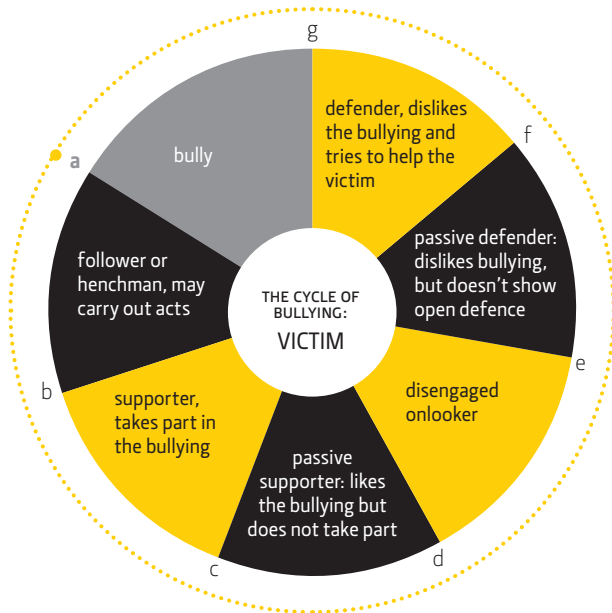 g
defender, dislikes
the bullying and
tries to help the
victim
f
passive defender:
dislikes bullying,
but doesn't show
open defence
e
disengaged
onlooker
d
passive
supporter: likes
the bullying but
does not take part
c
supporter,
takes part in
the bullying
b
follower or
henchman, may
carry out acts
a
bully
THE CYCLE OF
BULLYING:
VICTIM